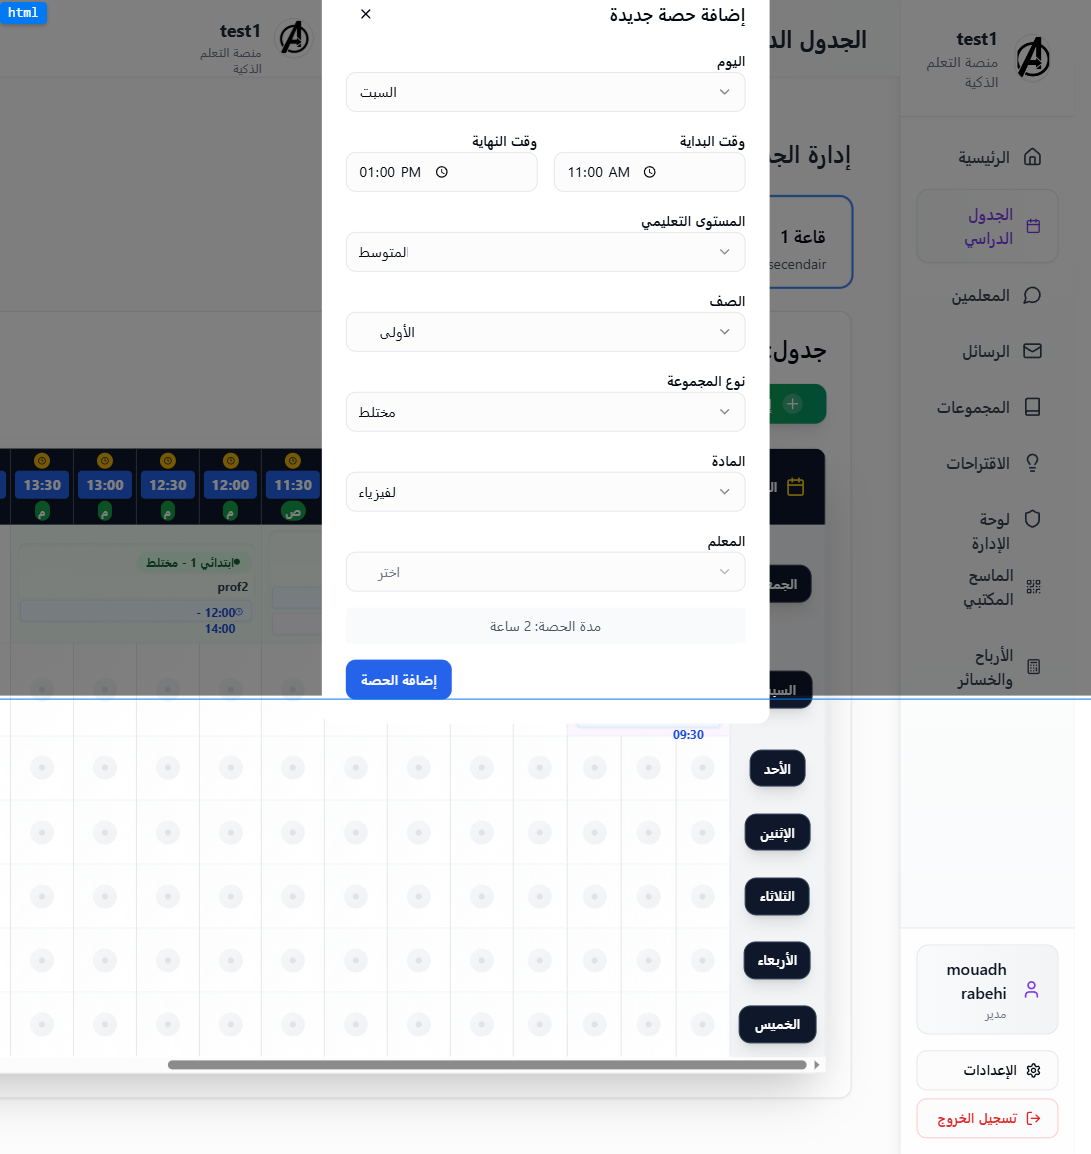 html
إضافة حصة جديدة
اليوم
السبت
وقت البداية
وقت النهاية
11:00 AM
01:00 PM
المستوى التعليمي
المتوسط
الصف
الأولى
نوع المجموعة
مختلط
المادة
لفيزياء
المعلم
اختر
مدة الحصة: 2 ساعة
إضافة الحصة
test1
منصة التعلم
الذكية
الرئيسية
الجدول
الدراسي
المعلمين
الرسائل
المجموعات
الاقتراحات
لوحة
الإدارة
الماسح
المكتبي
الأرباح
والخسائر
mouadh
rabehi
مدير
الإعدادات
تسجيل الخروج
test1
منصة التعلم
الذكية
الجدول الد
إدارة الجد
قاعة 1
secendair
جدول:
11:30
12:00
12:30
13:00
13:30
ص
م
م
م
م
الجمع
ابتدائي 1 - مختلط
prof2
12:00 -
14:00
السب
09:30
الأحد
الإثنين
الثلاثاء
الأربعاء
الخميس